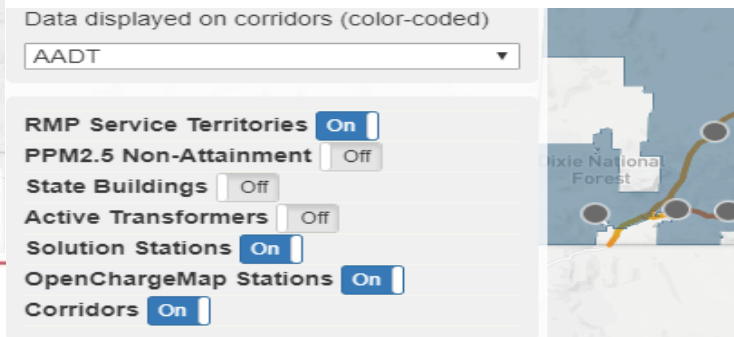 Data displayed on corridors (color-coded)
AADT
RMP Service Territories On
PPM2.5 Non-Attainment Off
State Buildings Off
Active Transformers Off
Solution Stations On
OpenChargeMap Stations On
Corridors On
Dixie National
Forest